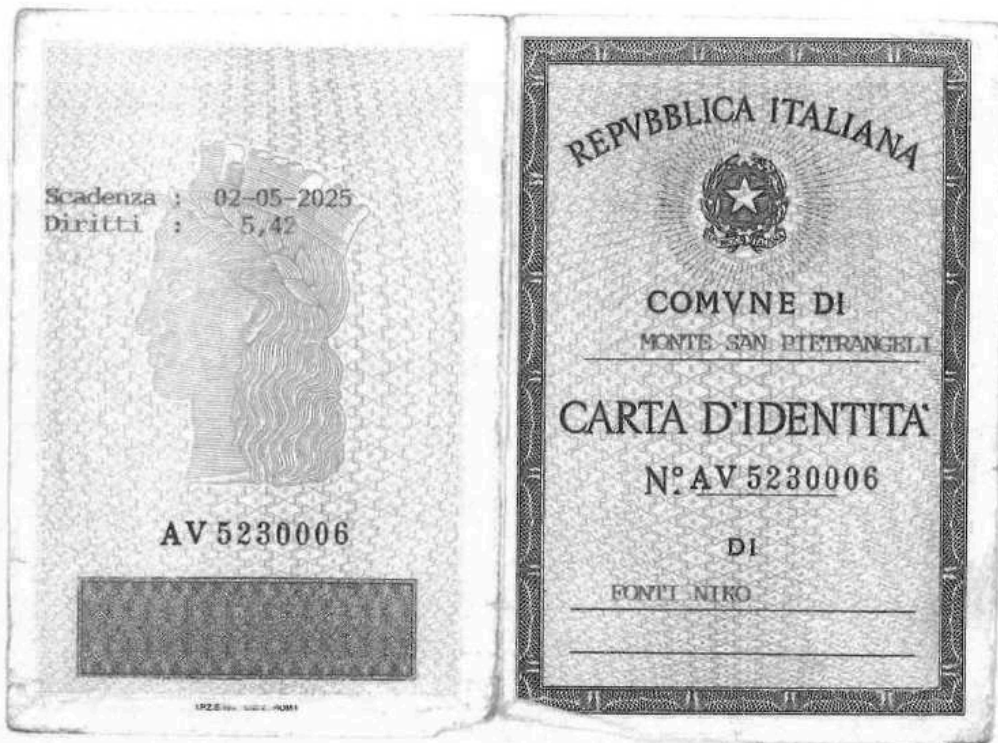 Scadenza : 02-05-2025
Diritti : 5,42
AV 5230006
REPVBBLICA ITALIANA
COMVNE DI
MONTE SAN PIETRANGELI
CARTA D'IDENTITA'
N° AV 5230006
DI
FONTI NIKO